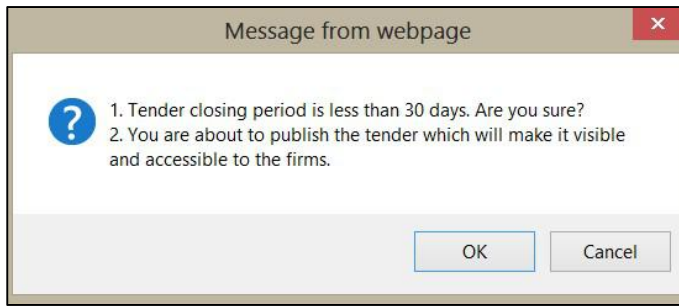 Message from webpage
1. Tender closing period is less than 30 days. Are you sure?
2. You are about to publish the tender which will make it visible
and accessible to the firms.
OK
Cancel